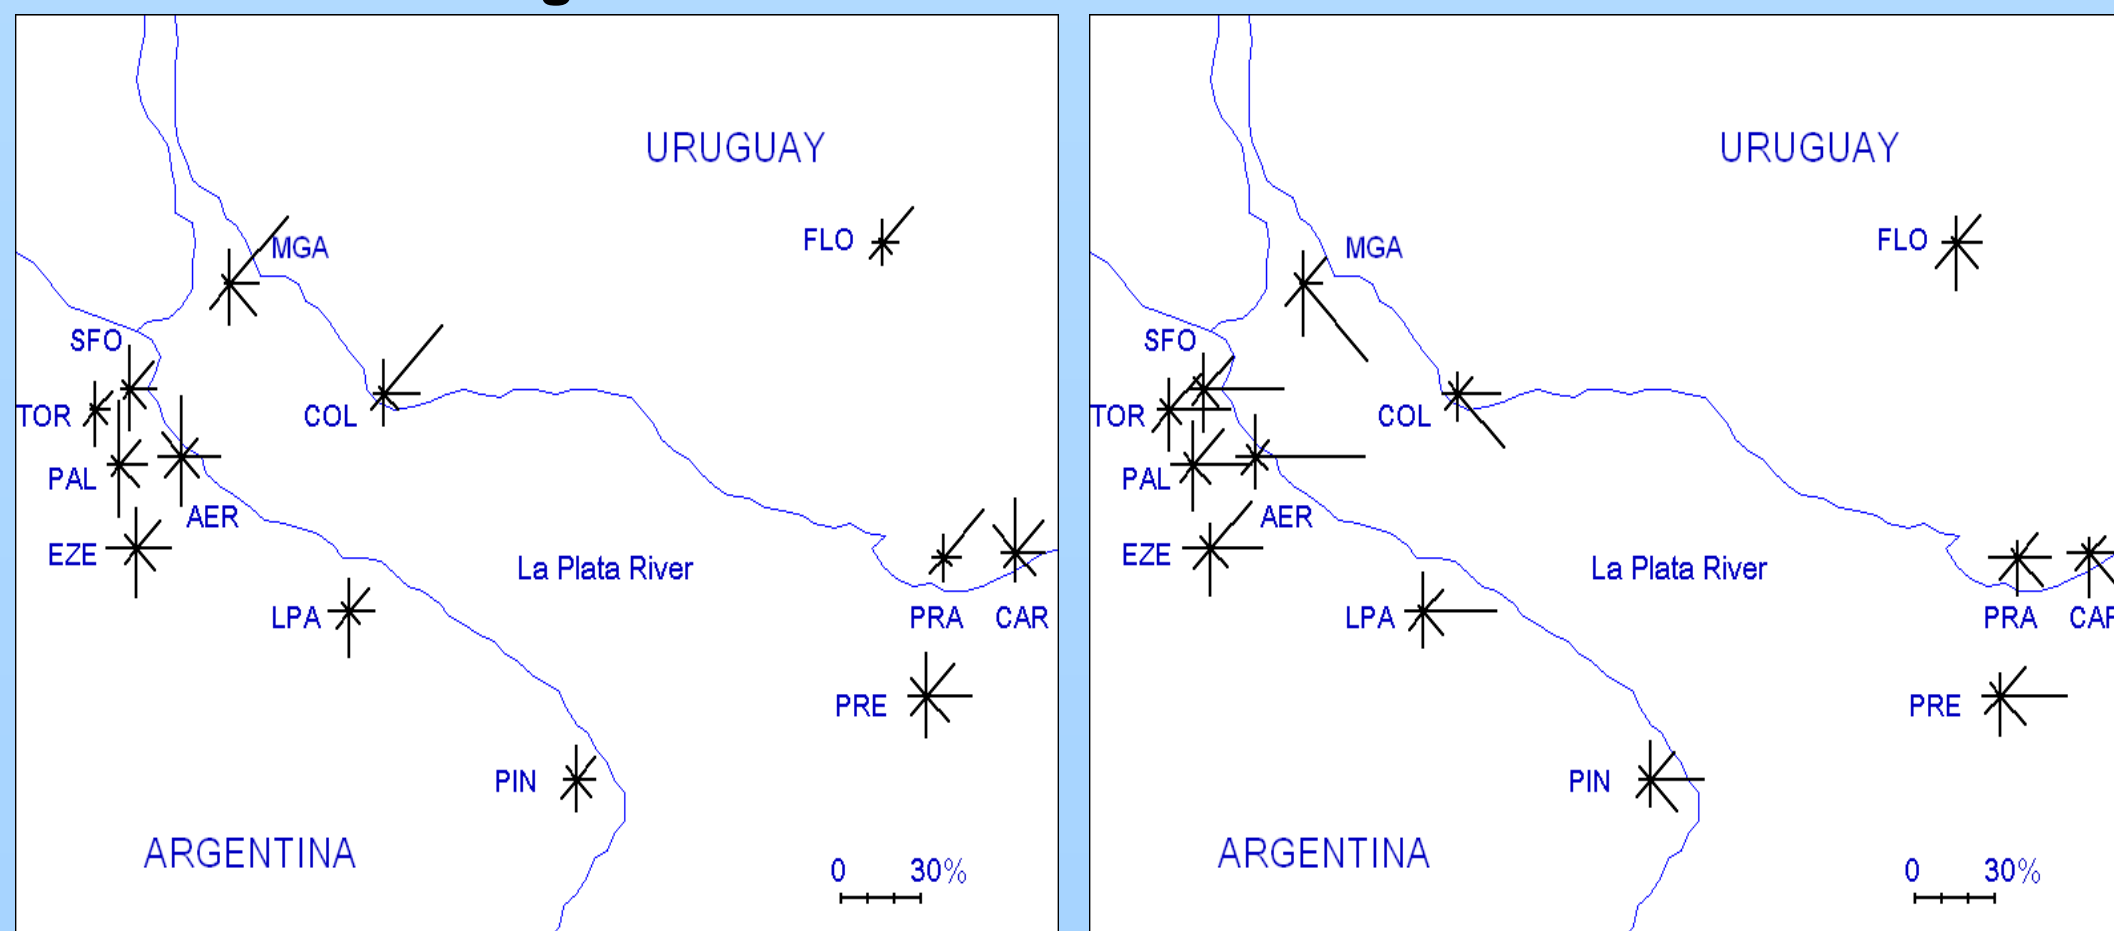 URUGUAY
FLO
MGA
SFO
TOR
COL
PAL
AER
EZE
La Plata River
LPA
PRA CAR
PRE
PIN
ARGENTINA
0 30%
URUGUAY
FLO
MGA
SFO
TOR
COL
PAL
AER
EZE
La Plata River
LPA
PRA
PRE
PIN
ARGENTINA
0 30%